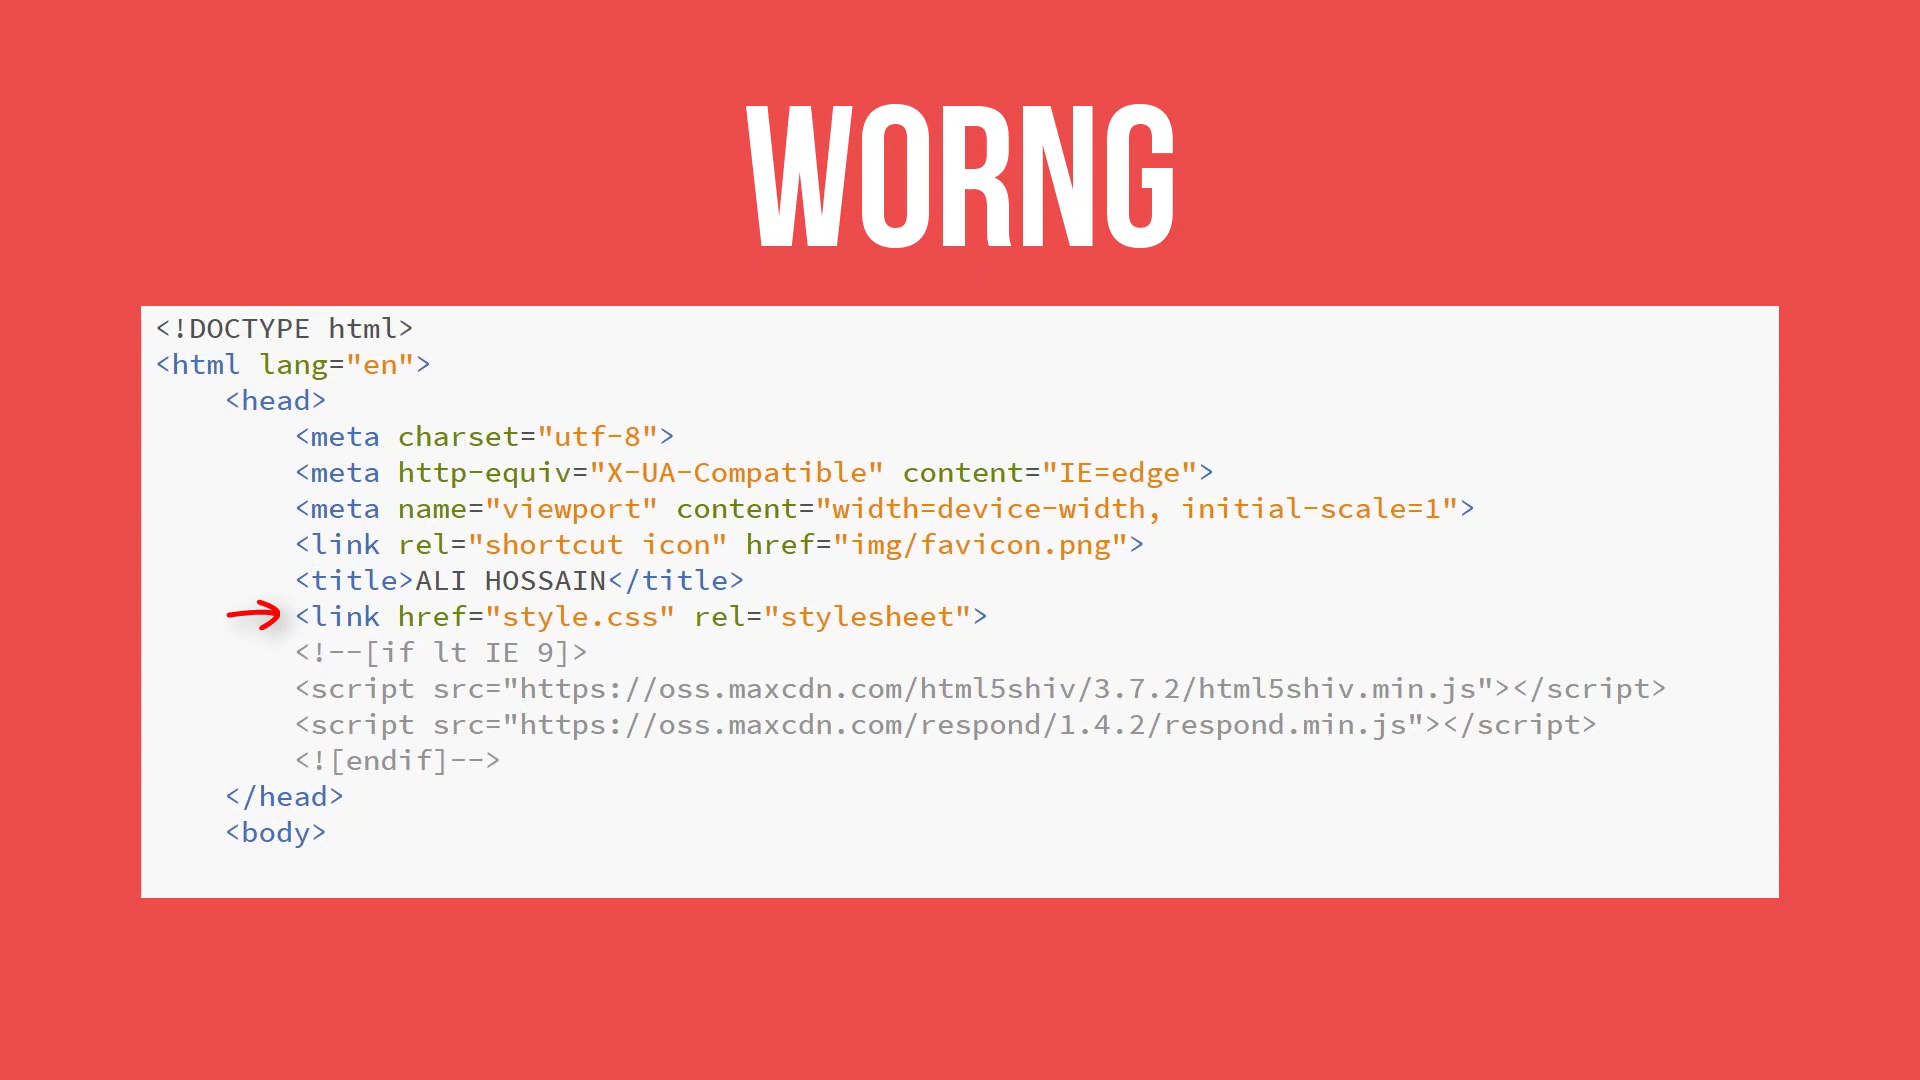 WORNG
<!DOCTYPE html>
<html lang="en">
<head>
<meta charset="utf-8">
<meta http-equiv="X-UA-Compatible" content="IE=edge">
<meta name="viewport" content="width=device-width, initial-scale=1">
<link rel="shortcut icon" href="img/favicon.png">
<title>ALI HOSSAIN</title>
<link href="style.css" rel="stylesheet">
<!--[if lt IE 9]>
<script src="https://oss.maxcdn.com/html5shiv/3.7.2/html5shiv.min.js"></script>
<script src="https://oss.maxcdn.com/respond/1.4.2/respond.min.js"></script>
<![endif]-->
</head>
<body>